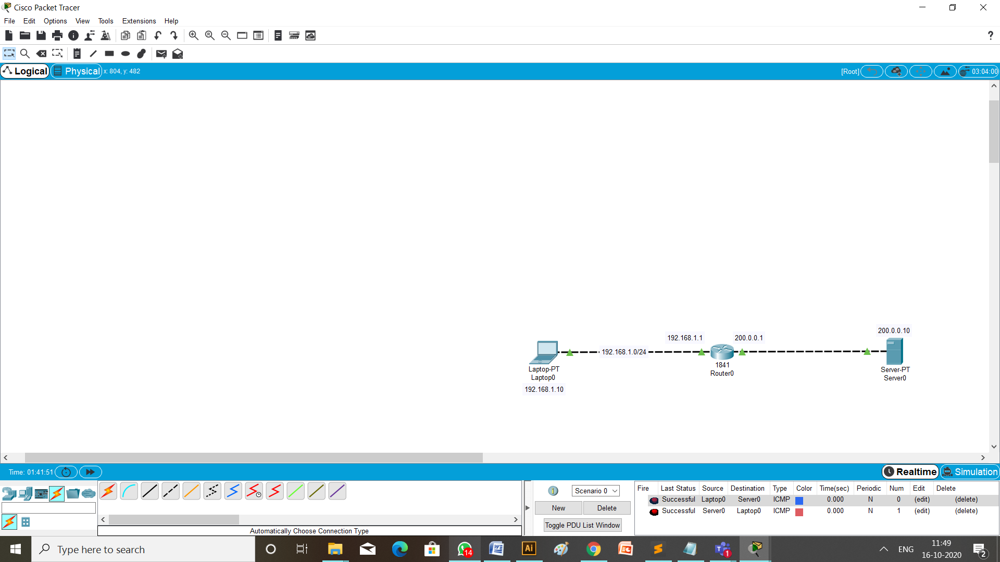 Cisco Packet Tracer
File Edit Options View Tools Extensions Help
?
Logical Physical x: 804, y: 482 [Root] 03:04:00
200.0.0.10
192.168.1.1 200.0.0.1
192.168.1.0/24
Laptop-PT
Laptop0
192.168.1.10
1841
Router0
Server-PT
Server0
Time: 01:41:51 Realtime Simulation
Scenario 0
New Delete
Toggle PDU List Window
Fire Last Status Source Destination Type Color Time(sec) Periodic Num Edit Delete
Successful Laptop0 Server0 ICMP 0.000 N 0 (edit) (delete)
Successful Server0 Laptop0 ICMP 0.000 N 1 (edit) (delete)
Automatically Choose Connection Type
Type here to search
14
Ai
1
ENG
11:49
16-10-2020
2